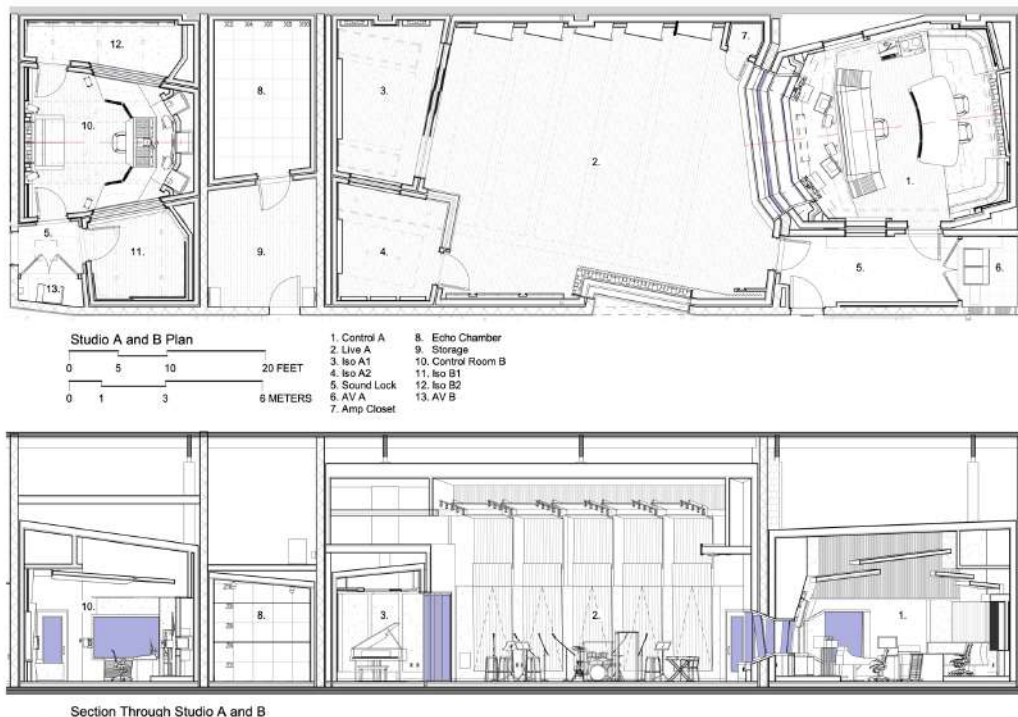 12.
10.
5.
13.
11.
8.
9.
3.
4.
2.
7.
1.
5.
6.
Studio A and B Plan
0 5 10 20 FEET
0 1 3 6 METERS
1. Control A
2. Live A
3. Iso A1
4. Iso A2
5. Sound Lock
6. AV A
7. Amp Closet
8. Echo Chamber
9. Storage
10. Control Room B
11. Iso B1
12. Iso B2
13. AV B
10.
8.
3.
2.
1.
Section Through Studio A and B